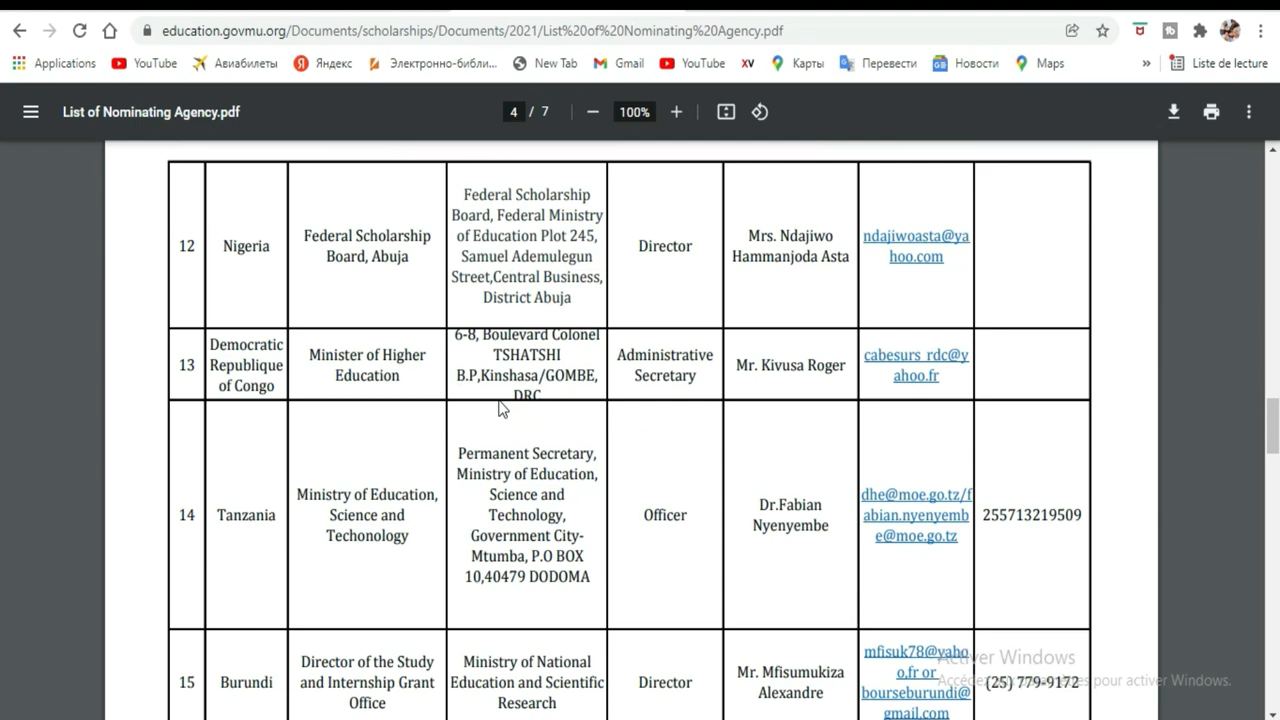 education.govmu.org/Documents/scholarships/Documents/2021/List%20of%20Nominating%20Agency.pdf
Applications
YouTube
Авиабилеты
Яндекс
Электронно-библи...
New Tab
Gmail
YouTube
XV
Карты
Перевести
Новости
Maps
»
Liste de lecture
List of Nominating Agency.pdf
4 / 7
100%
12
Nigeria
Federal Scholarship
Board, Abuja
Federal Scholarship
Board, Federal Ministry
of Education Plot 245,
Samuel Ademulegun
Street,Central Business,
District Abuja
Director
Mrs. Ndajiwo
Hammanjoda Asta
ndajiwoasta@ya
hoo.com
13
Democratic
Republique
of Congo
Minister of Higher
Education
6-8, Boulevard Colonel
TSHATSHI
B.P,Kinshasa/GOMBE,
DRC
Administrative
Secretary
Mr. Kivusa Roger
cabesurs_rdc@y
ahoo.fr
14
Tanzania
Ministry of Education,
Science and
Techonology
Permanent Secretary,
Ministry of Education,
Science and
Technology,
Government City-
Mtumba, P.O BOX
10,40479 DODOMA
Officer
Dr.Fabian
Nyenyembe
dhe@moe.go.tz/f
abian.nyenyemb
e@moe.go.tz
255713219509
15
Burundi
Director of the Study
and Internship Grant
Office
Ministry of National
Education and Scientific
Research
Director
Mr. Mfisumukiza
Alexandre
mfisuk78@yaho
o,fr or
bourseburundi@
gmail.com
(25) 779-9172
Activer Windows
Accédez aux paramètres pour activer Windows.